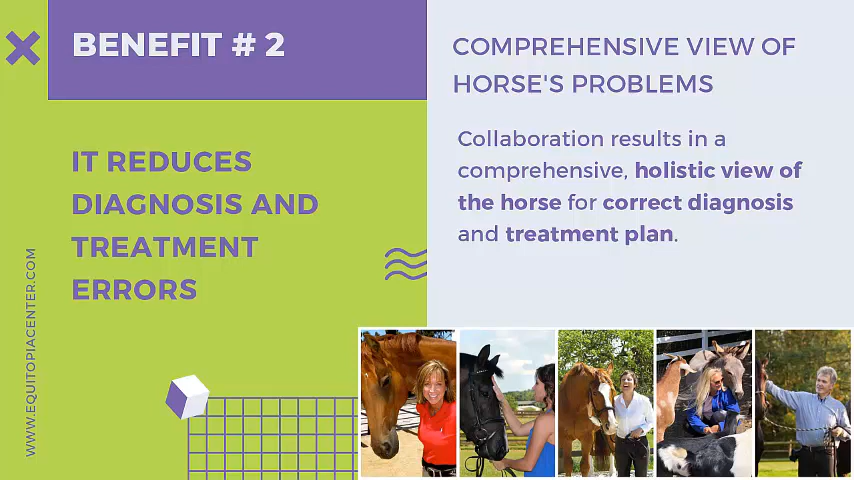 BENEFIT # 2
IT REDUCES
DIAGNOSIS AND
TREATMENT
ERRORS
WWW.EQUITOPIACENTER.COM
COMPREHENSIVE VIEW OF
HORSE'S PROBLEMS
Collaboration results in a
comprehensive, holistic view of
the horse for correct diagnosis
and treatment plan.